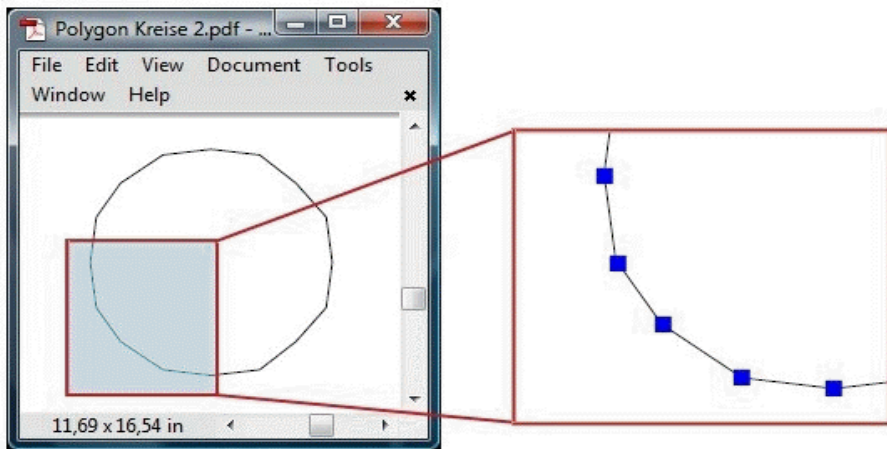 Polygon Kreise 2.pdf - ...
File Edit View Document Tools
Window Help
11,69 x 16,54 in